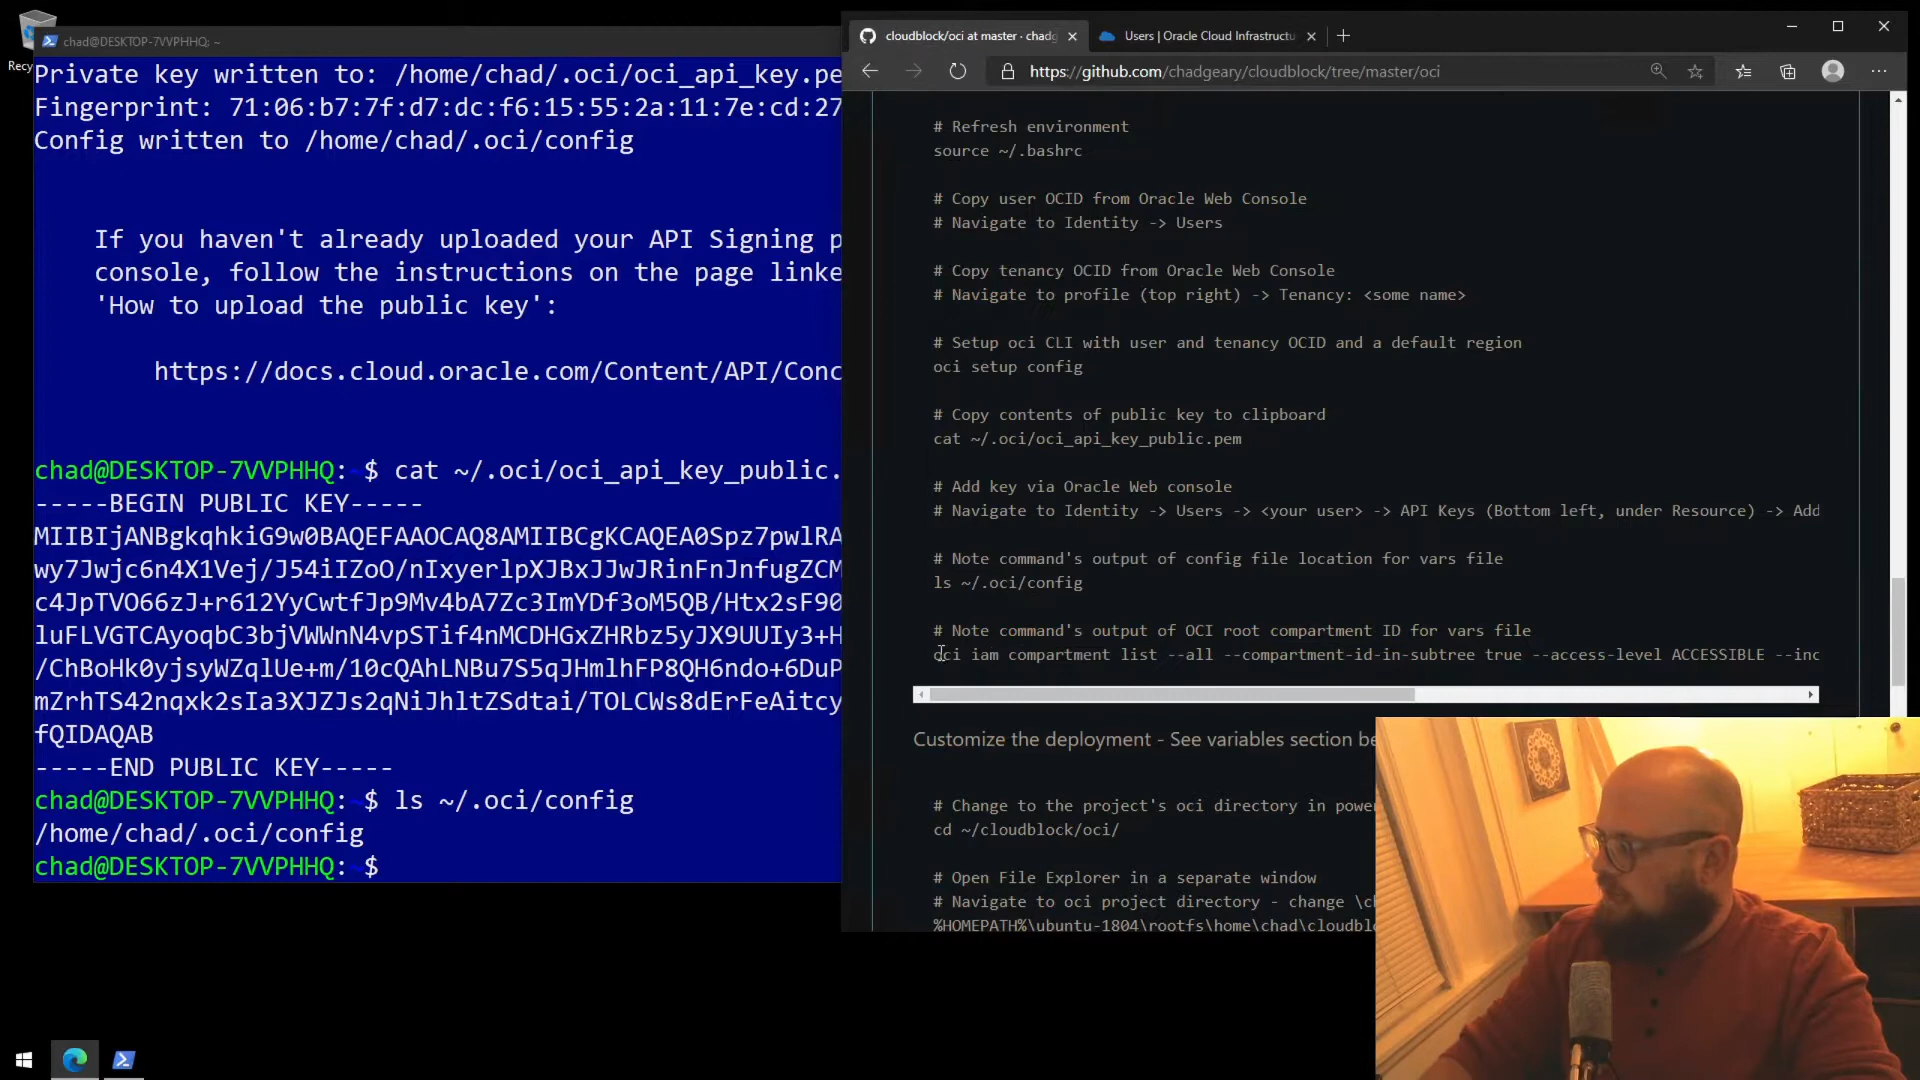 Recy
chad@DESKTOP-7VVPHHQ: ~
Private key written to: /home/chad/.oci/oci_api_key.pe
Fingerprint: 71:06:b7:7f:d7:dc:f6:15:55:2a:11:7e:cd:27
Config written to /home/chad/.oci/config
If you haven't already uploaded your API Signing p
console, follow the instructions on the page linke
'How to upload the public key':
https://docs.cloud.oracle.com/Content/API/Conc
chad@DESKTOP-7VVPHHQ:~$ cat ~/.oci/oci_api_key_public.
-----BEGIN PUBLIC KEY-----
MIIBIjANBgkqhkiG9w0BAQEFAAOCAQ8AMIIBCgKCAQEA0Spz7pwlRA
wy7Jwjc6n4X1Vej/J54iIZoO/nIxyerlpXJBxJJwJRinFnJnfugZCM
c4JpTVO66zJ+r612YyCwtfJp9Mv4bA7Zc3ImYDf3oM5QB/Htx2sF90
luFLVGTCAyoqbC3bjVWWnN4vpSTif4nMCDHGxZHRbz5yJX9UUIy3+H
/ChBoHk0yjsyWZqlUe+m/10cQAhLNBu7S5qJHmlhFP8QH6ndo+6DuP
mZrhTS42nqxk2sIa3XJZJs2qNiJhltZSdtai/TOLCWs8dErFeAitcy
fQIDAQAB
-----END PUBLIC KEY-----
chad@DESKTOP-7VVPHHQ:~$ ls ~/.oci/config
/home/chad/.oci/config
chad@DESKTOP-7VVPHHQ:~$
cloudblock/oci at master · chadg
Users | Oracle Cloud Infrastructu
https://github.com/chadgeary/cloudblock/tree/master/oci
# Refresh environment
source ~/.bashrc
# Copy user OCID from Oracle Web Console
# Navigate to Identity -> Users
# Copy tenancy OCID from Oracle Web Console
# Navigate to profile (top right) -> Tenancy: <some name>
# Setup oci CLI with user and tenancy OCID and a default region
oci setup config
# Copy contents of public key to clipboard
cat ~/.oci/oci_api_key_public.pem
# Add key via Oracle Web console
# Navigate to Identity -> Users -> <your user> -> API Keys (Bottom left, under Resource) -> Add
# Note command's output of config file location for vars file
ls ~/.oci/config
# Note command's output of OCI root compartment ID for vars file
oci iam compartment list --all --compartment-id-in-subtree true --access-level ACCESSIBLE --inc
Customize the deployment - See variables section be
# Change to the project's oci directory in powe
cd ~/cloudblock/oci/
# Open File Explorer in a separate window
# Navigate to oci project directory - change \ch
%HOMEPATH%\ubuntu-1804\rootfs\home\chad\cloudblo